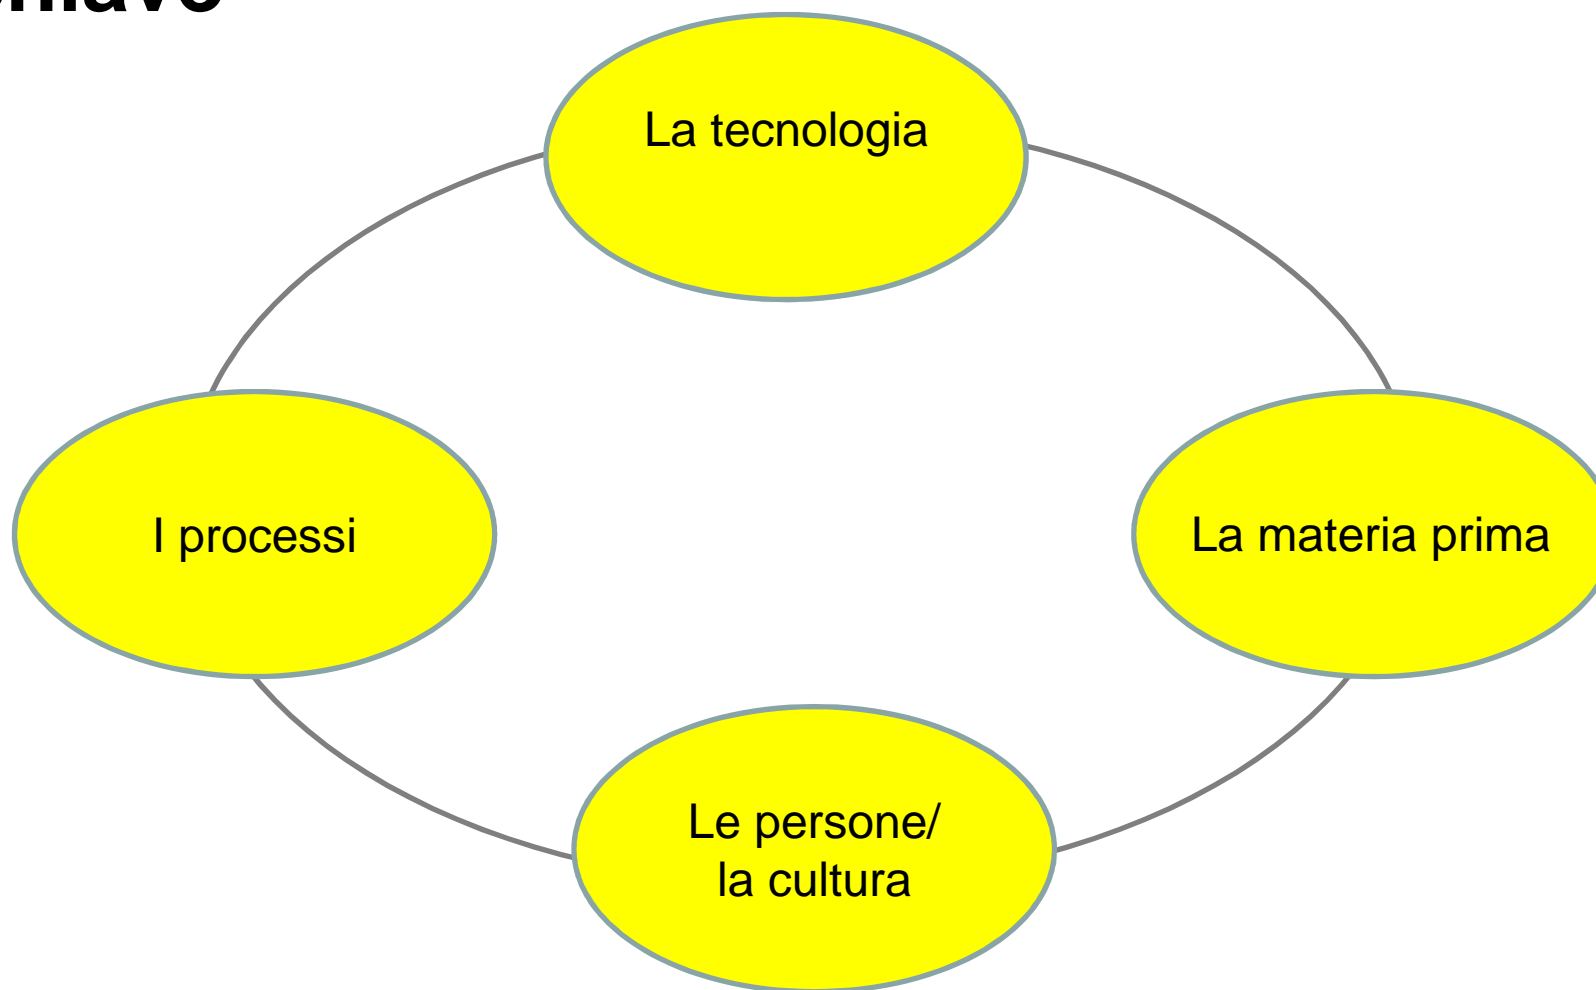 La tecnologia
I processi
La materia prima
Le persone/
la cultura